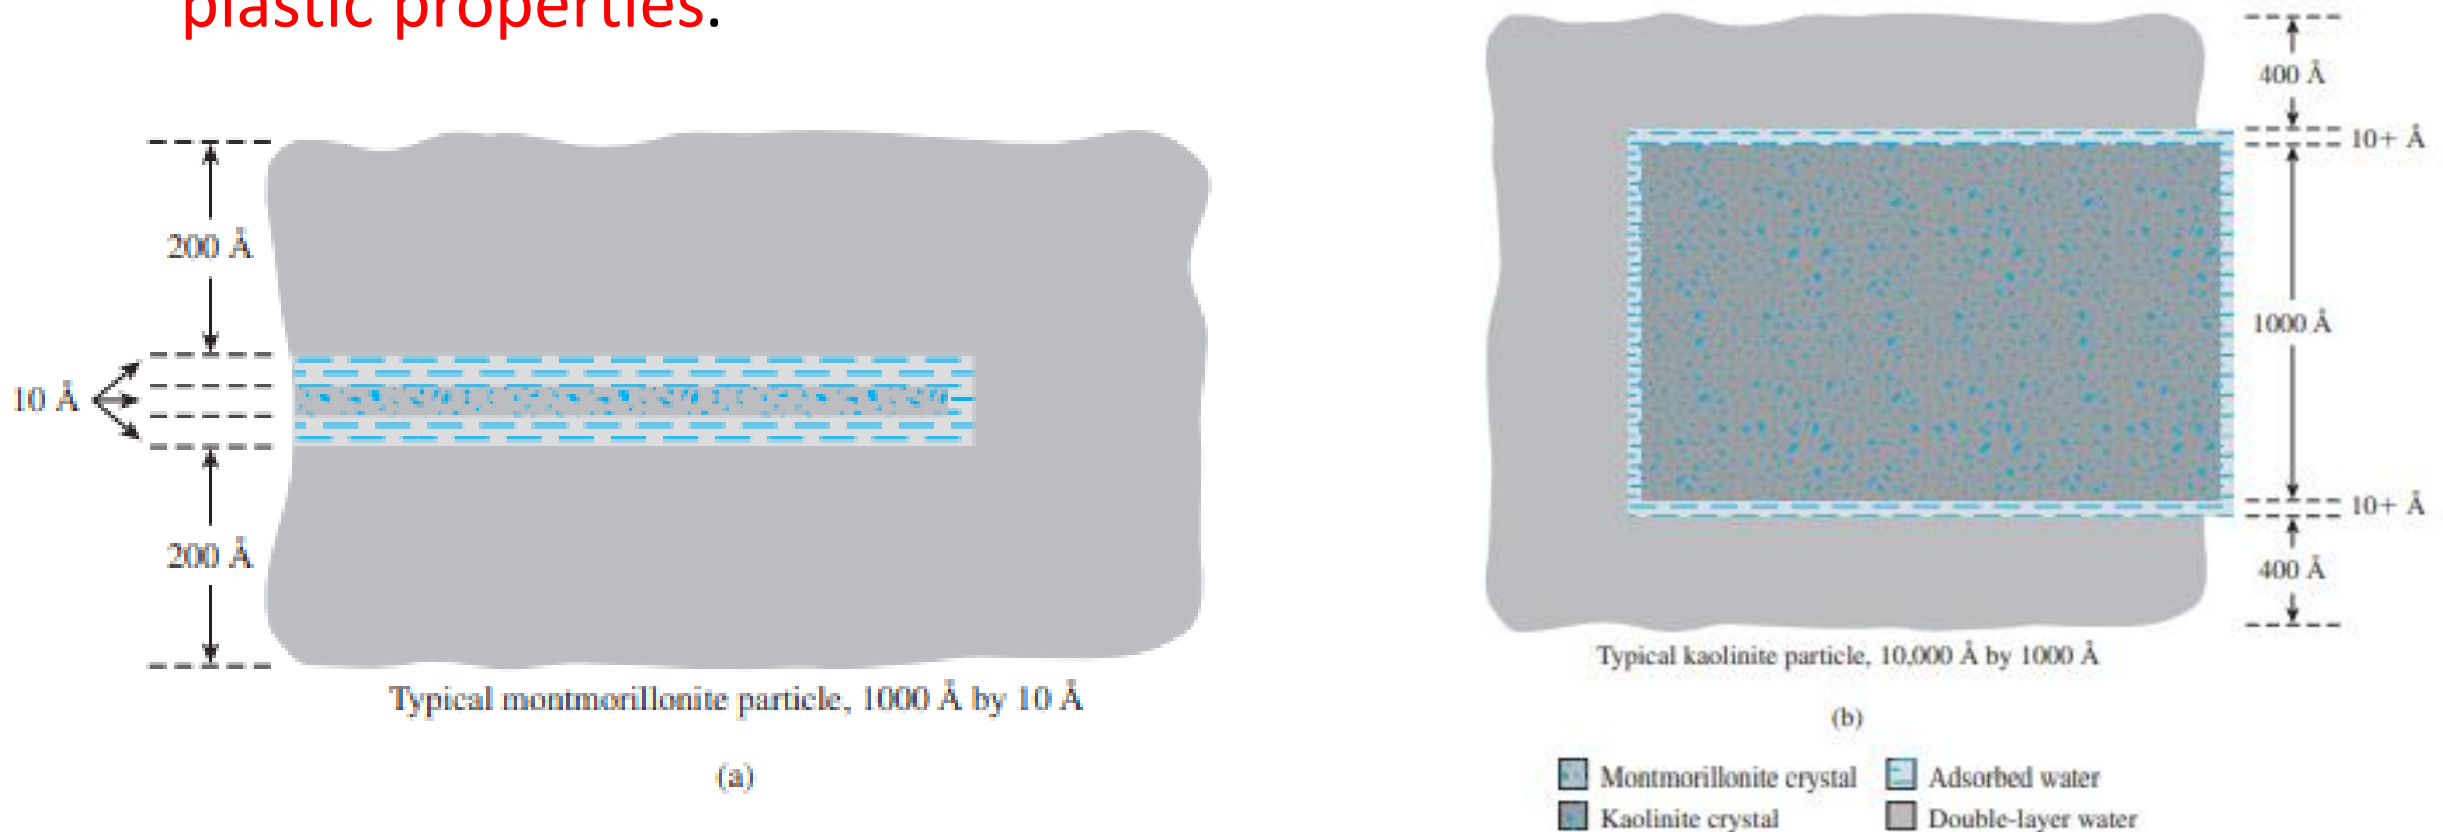 plastic properties.
200 Å
10 Å
200 Å
Typical montmorillonite particle, 1000 Å by 10 Å
(a)
400 Å
10+ Å
1000 Å
10+ Å
400 Å
Typical kaolinite particle, 10,000 Å by 1000 Å
(b)
Montmorillonite crystal
Adsorbed water
Kaolinite crystal
Double-layer water